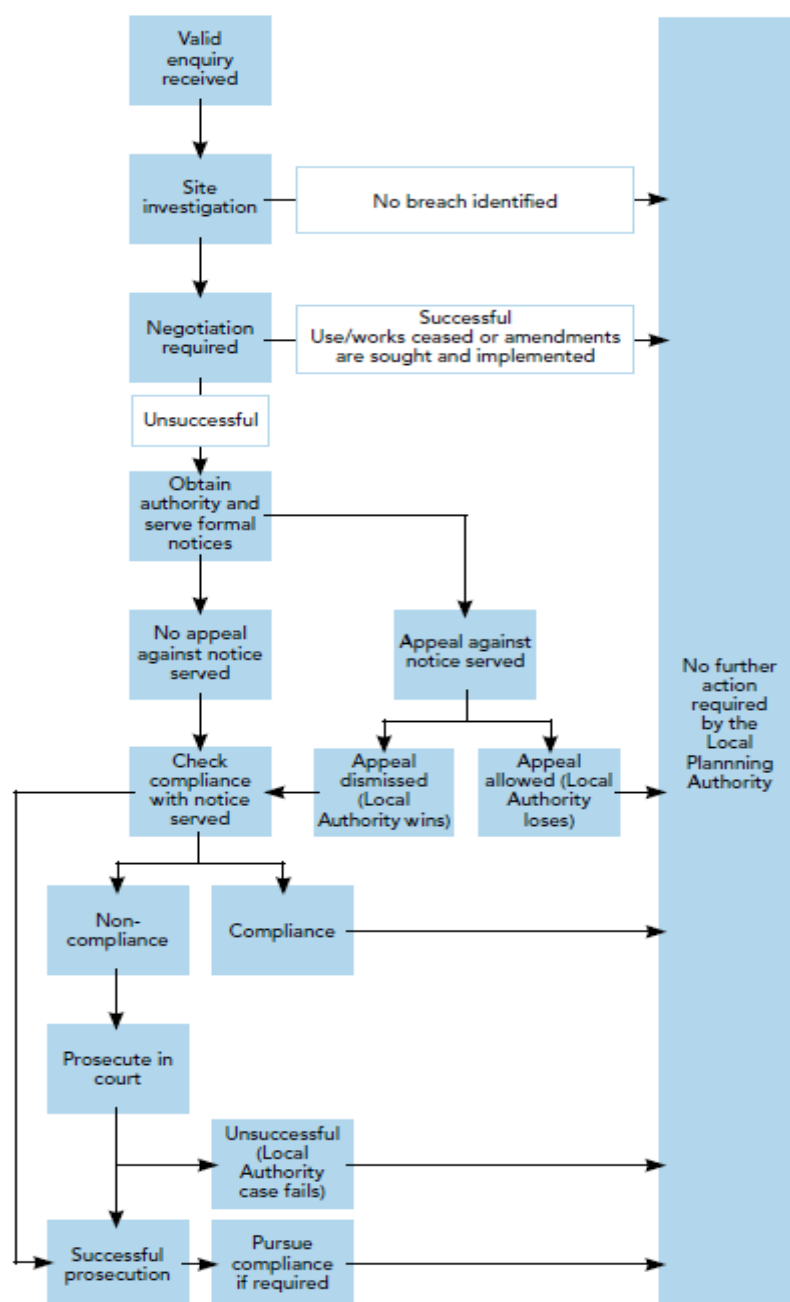 Valid
enquiry
received
Site
investigation
No breach identified
Negotiation
required
Successful
Use/works ceased or amendments
are sought and implemented
Unsuccessful
Obtain
authority and
serve formal
notices
No appeal
against notice
served
Appeal against
notice served
No further
action
required
by the
Local
Plannning
Authority
Check
compliance
with notice
served
Appeal
dismissed
(Local
Authority wins)
Appeal
allowed (Local
Authority
loses)
Non-
compliance
Compliance
Prosecute in
court
Unsuccessful
(Local
Authority
case fails)
Successful
prosecution
Pursue
compliance
if required